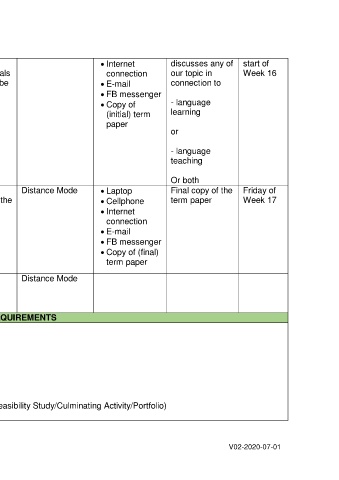 als
be
• Internet
connection
• E-mail
• FB messenger
• Copy of
(initial) term
paper
discusses any of
our topic in
connection to
- language
learning
or
- language
teaching
Or both
start of
Week 16
the
Distance Mode
• Laptop
• Cellphone
• Internet
connection
• E-mail
• FB messenger
• Copy of (final)
term paper
Final copy of the
term paper
Friday of
Week 17
Distance Mode
QUIREMENTS
easibility Study/Culminating Activity/Portfolio)
V02-2020-07-01